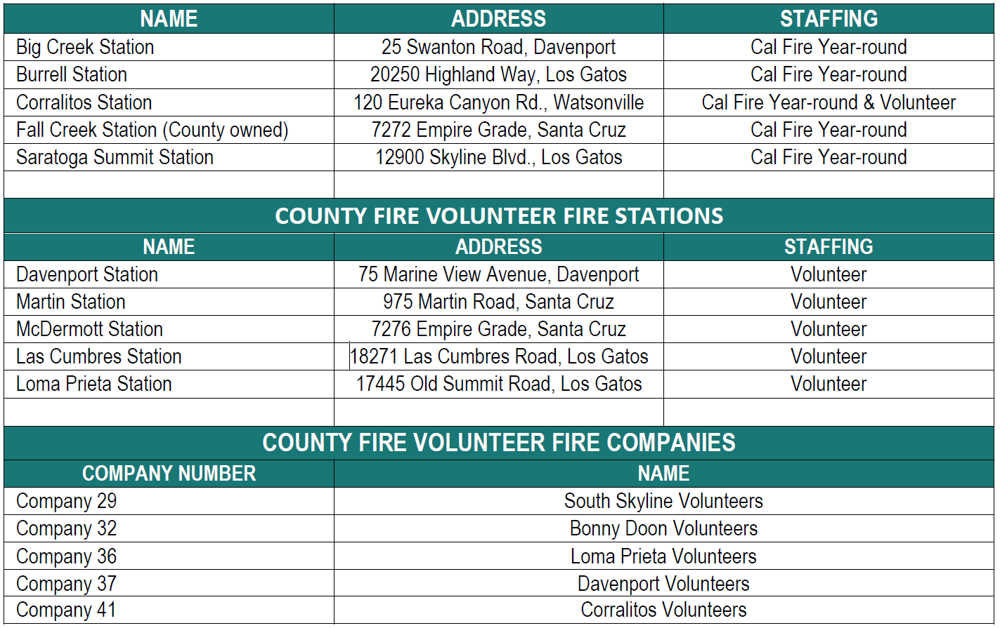 NAME ADDRESS STAFFING
Big Creek Station 25 Swanton Road, Davenport Cal Fire Year-round
Burrell Station 20250 Highland Way, Los Gatos Cal Fire Year-round
Corralitos Station 120 Eureka Canyon Rd., Watsonville Cal Fire Year-round & Volunteer
Fall Creek Station (County owned) 7272 Empire Grade, Santa Cruz Cal Fire Year-round
Saratoga Summit Station 12900 Skyline Blvd., Los Gatos Cal Fire Year-round
COUNTY FIRE VOLUNTEER FIRE STATIONS
NAME ADDRESS STAFFING
Davenport Station 75 Marine View Avenue, Davenport Volunteer
Martin Station 975 Martin Road, Santa Cruz Volunteer
McDermott Station 7276 Empire Grade, Santa Cruz Volunteer
Las Cumbres Station 18271 Las Cumbres Road, Los Gatos Volunteer
Loma Prieta Station 17445 Old Summit Road, Los Gatos Volunteer
COUNTY FIRE VOLUNTEER FIRE COMPANIES
COMPANY NUMBER NAME
Company 29 South Skyline Volunteers
Company 32 Bonny Doon Volunteers
Company 36 Loma Prieta Volunteers
Company 37 Davenport Volunteers
Company 41 Corralitos Volunteers